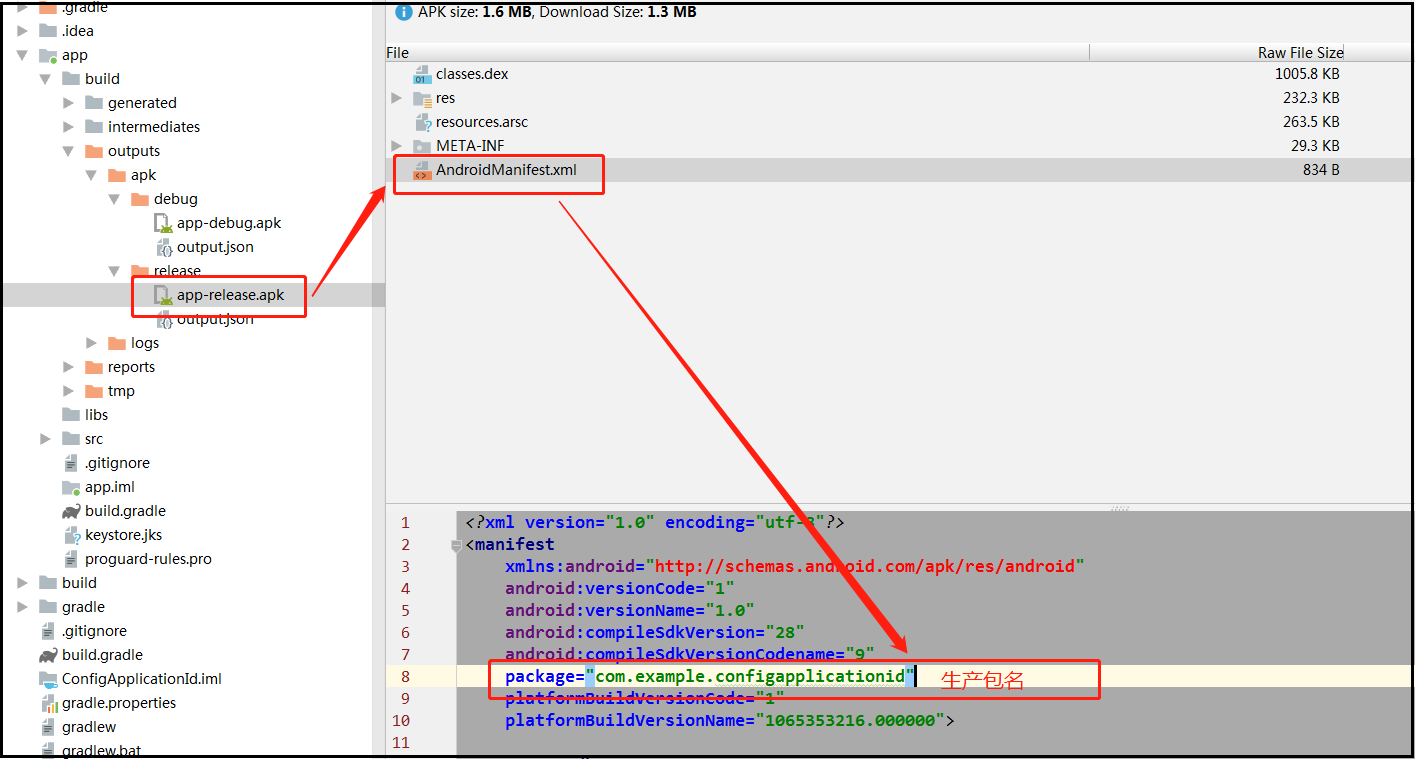 .gradle
.idea
app
build
generated
intermediates
outputs
apk
debug
app-debug.apk
output.json
release
app-release.apk
output.json
logs
reports
tmp
libs
src
.gitignore
app.iml
build.gradle
keystore.jks
proguard-rules.pro
build
gradle
.gitignore
build.gradle
ConfigApplicationId.iml
gradle.properties
gradlew
gradlew.bat
APK size: 1.6 MB, Download Size: 1.3 MB
File Raw File Size
classes.dex 1005.8 KB
res 232.3 KB
resources.arsc 263.5 KB
META-INF 29.3 KB
AndroidManifest.xml 834 B
1 <?xml version="1.0" encoding="utf-8"?>
2 <manifest
3 xmlns:android="http://schemas.android.com/apk/res/android"
4 android:versionCode="1"
5 android:versionName="1.0"
6 android:compileSdkVersion="28"
7 android:compileSdkVersionCodename="9"
8 package="com.example.configapplicationid" 生产包名
9 platformBuildVersionCode="1"
10 platformBuildVersionName="1065353216.000000">
11